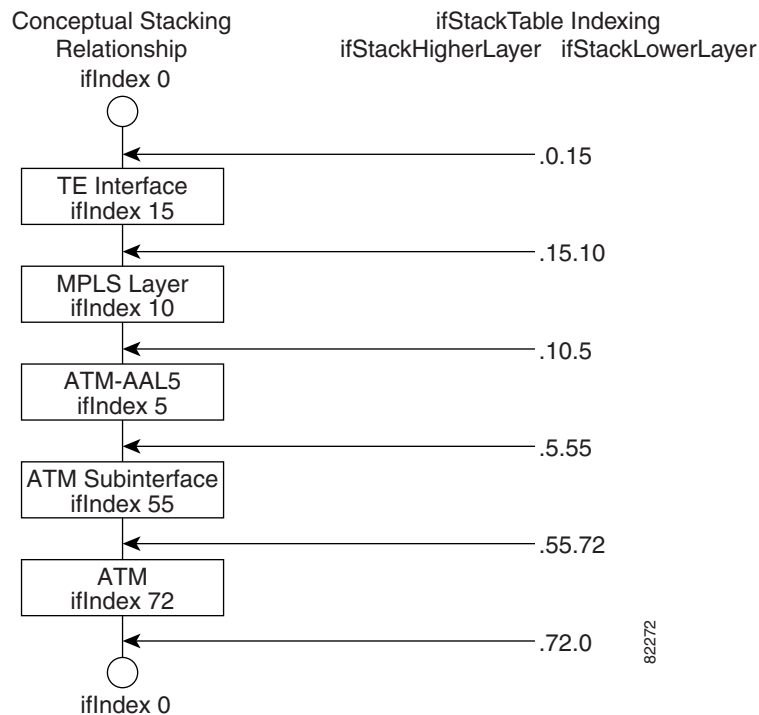 Conceptual Stacking
Relationship
ifIndex 0
ifStackTable Indexing
ifStackHigherLayer ifStackLowerLayer
.0.15
TE Interface
ifIndex 15
.15.10
MPLS Layer
ifIndex 10
.10.5
ATM-AAL5
ifIndex 5
.5.55
ATM Subinterface
ifIndex 55
.55.72
ATM
ifIndex 72
.72.0
ifIndex 0
82272